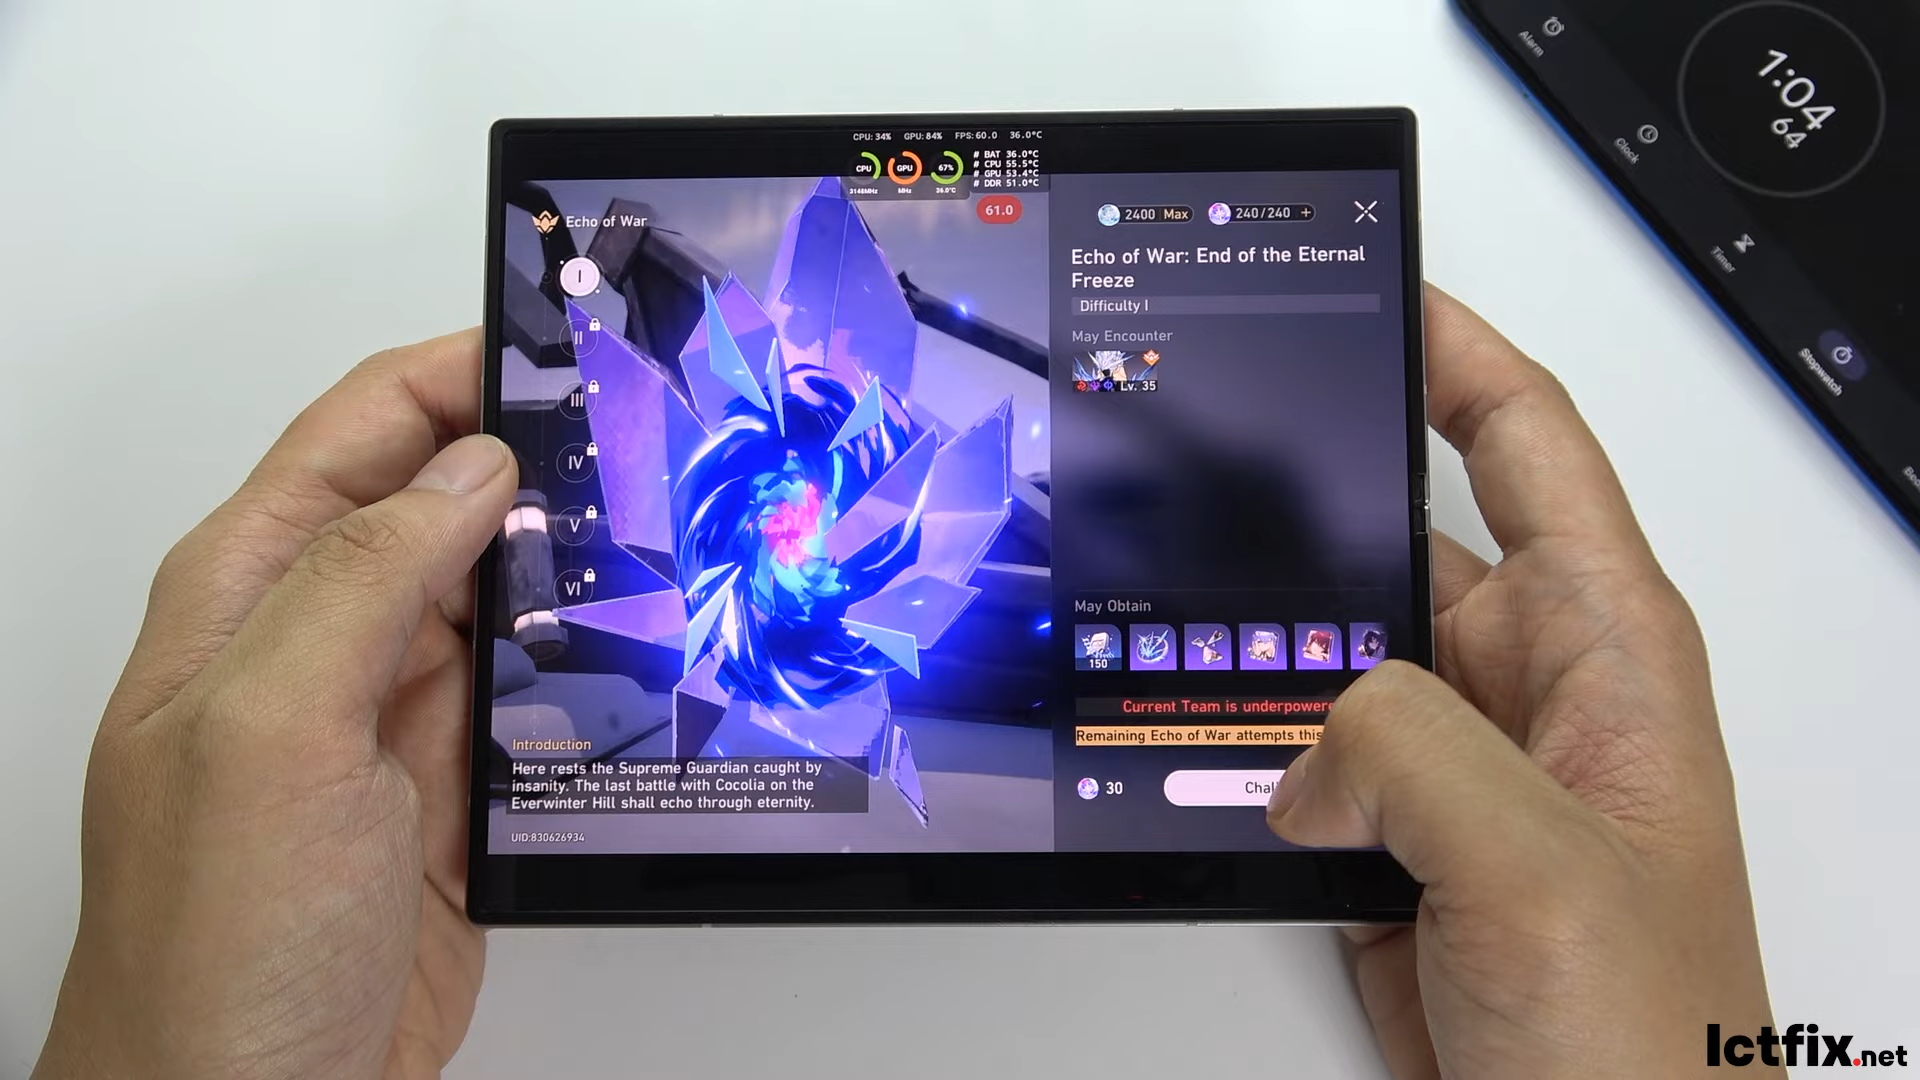 Alarm
1:04
64
Clock
Timer
Stopwatch
CPU: 34% GPU: 84% FPS: 60.0 36.0°C
CPU GPU 67%
3148MHz MHz 36.0°C
# BAT 36.0°C
# CPU 55.5°C
# GPU 53.4°C
# DDR 51.0°C
61.0
Echo of War
2400 Max 240/240 +
I
II
III
IV
V
VI
Echo of War: End of the Eternal
Freeze
Difficulty I
May Encounter
Lv. 35
May Obtain
150
Current Team is underpowere
Remaining Echo of War attempts this
30 Chal
Introduction
Here rests the Supreme Guardian caught by
insanity. The last battle with Cocolia on the
Everwinter Hill shall echo through eternity.
UID:830626934
Ictfix.net